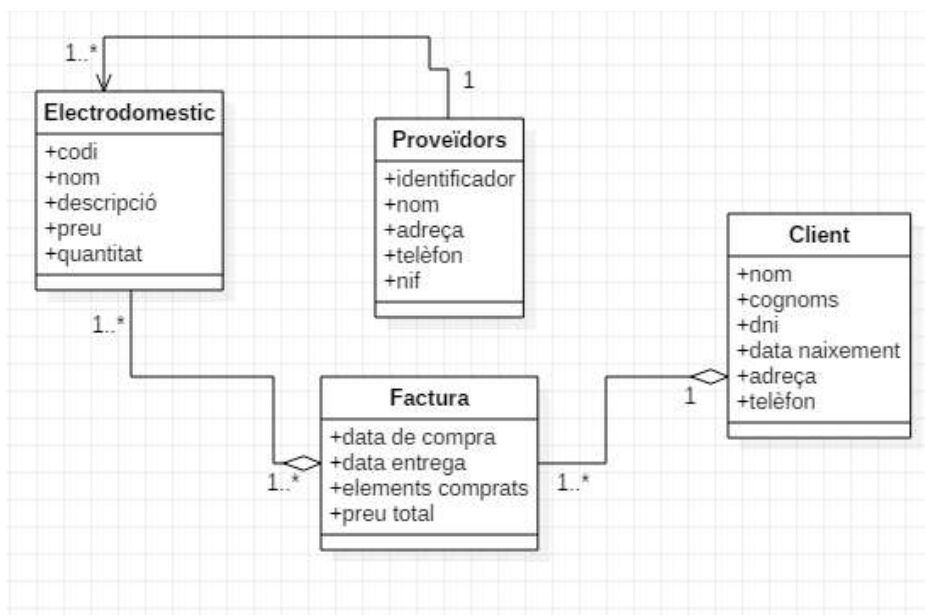 1..*
1
Electrodomestic
+codi
+nom
+descripció
+preu
+quantitat
Proveïdors
+identificador
+nom
+adreça
+telèfon
+nif
Client
+nom
+cognoms
+dni
+data naixement
+adreça
+telèfon
1..*
1
Factura
+data de compra
+data entrega
+elements comprats
+preu total
1..*
1..*